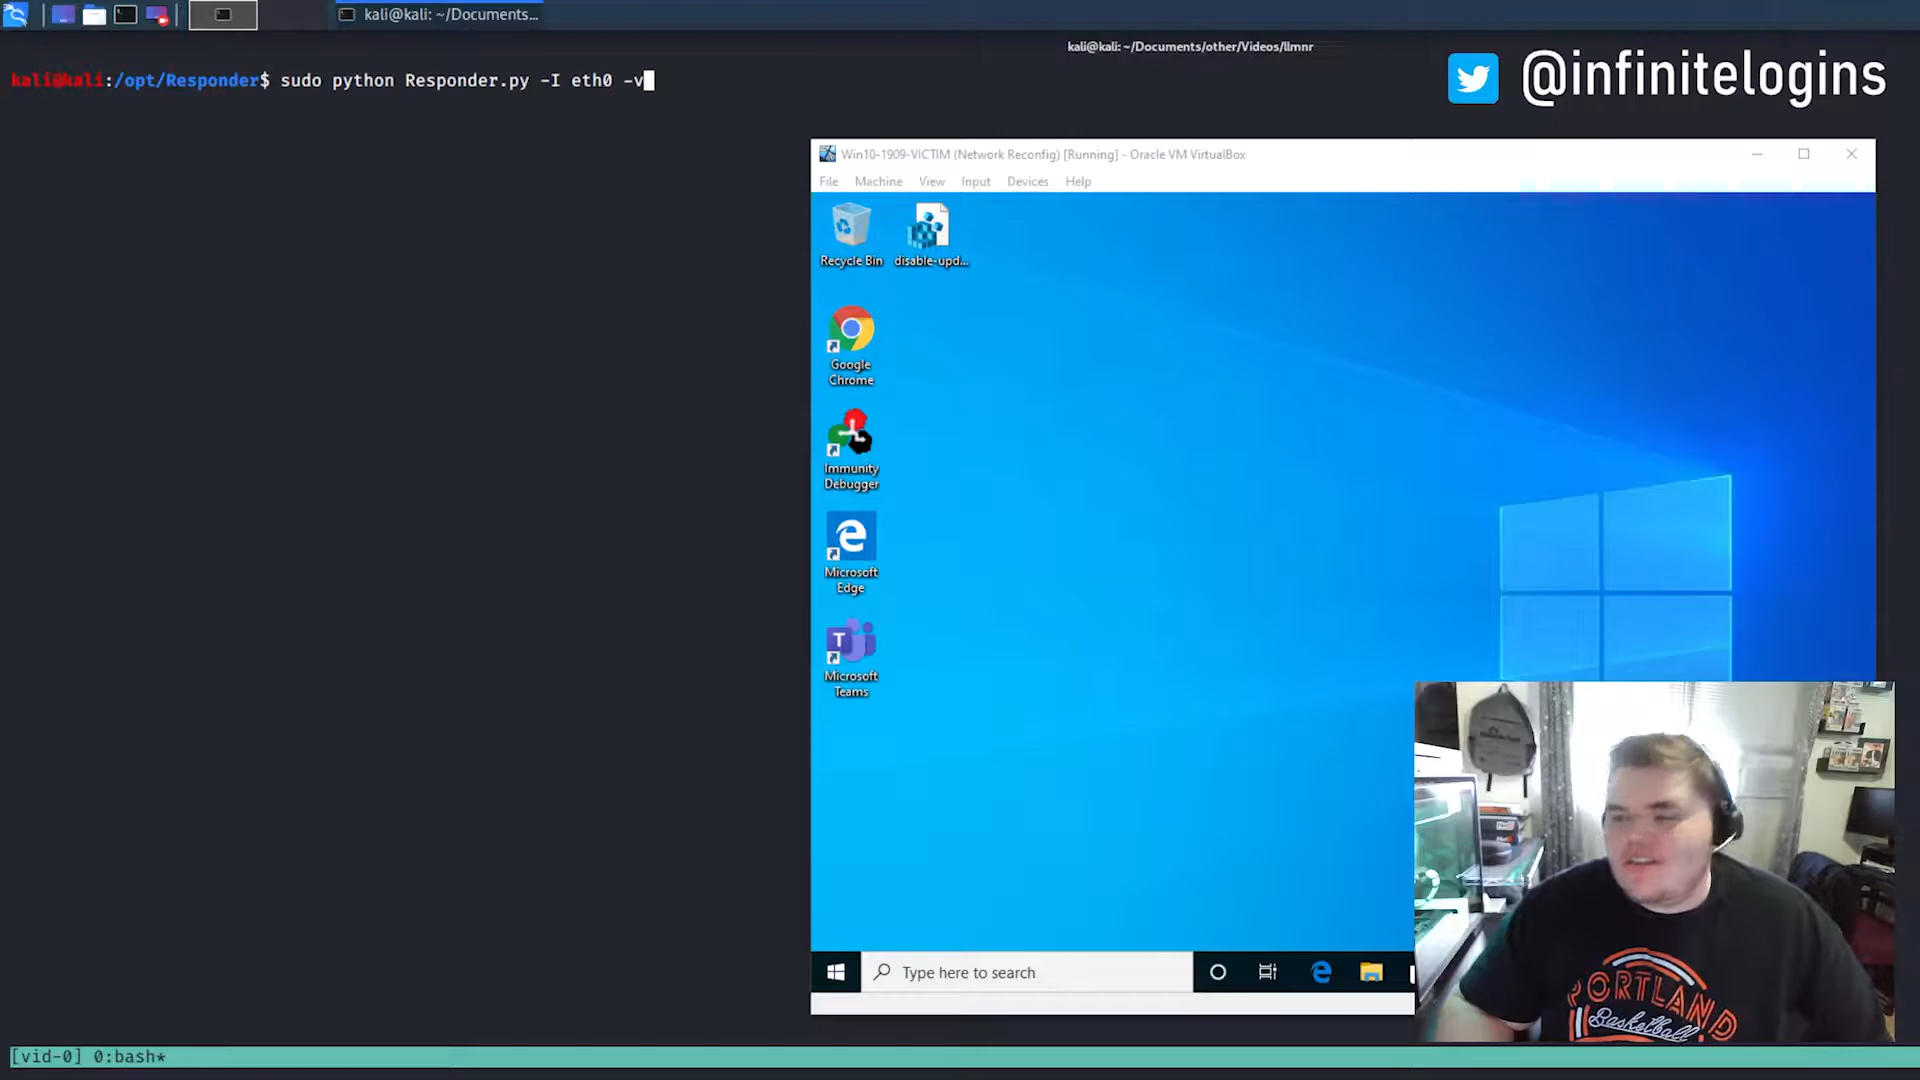 kali@kali: ~/Documents...
kali@kali: ~/Documents/other/Videos/llmnr
@infinitelogins
kali@kali:/opt/Responder$ sudo python Responder.py -I eth0 -v
Win10-1909-VICTIM (Network Reconfig) [Running] - Oracle VM VirtualBox
File Machine View Input Devices Help
Recycle Bin
disable-upd...
Google
Chrome
Immunity
Debugger
Microsoft
Edge
T
Microsoft
Teams
Type here to search
PORTLAND
Basketball
[vid-0] 0:bash*